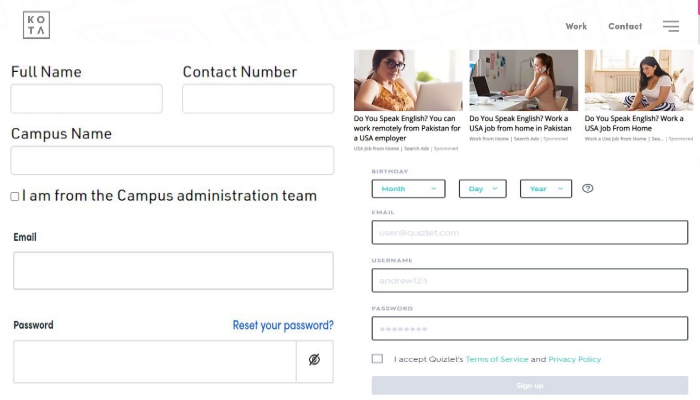 KO
TA
Work Contact
Full Name Contact Number
Campus Name
I am from the Campus administration team
Email
Password Reset your password?
Do You Speak English? You can
work remotely from Pakistan for
a USA employer
USA Job from Home | Search Ads | Sponsored
Do You Speak English? Work a
USA job from home in Pakistan
Work from Home | Search Ads | Sponsored
Do You Speak English? Work a
USA Job From Home
Work a USA Job from Home | Sea... | Sponsored
BIRTHDAY
Month Day Year
EMAIL
user@quizlet.com
USERNAME
andrew123
PASSWORD
I accept Quizlet's Terms of Service and Privacy Policy
Sign up